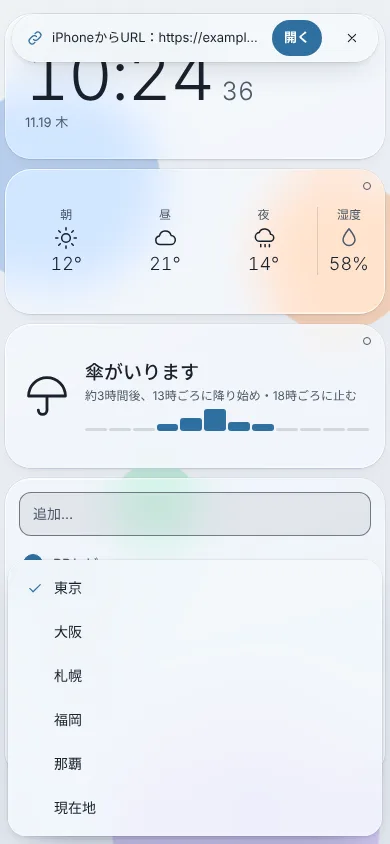 iPhoneからURL：https://exampl...
開く
10:24 36
11.19 木
朝
昼
夜
湿度
12°
21°
14°
58%
傘がいります
約3時間後、13時ごろに降り始め・18時ごろに止む
追加...
東京
大阪
札幌
福岡
那覇
現在地